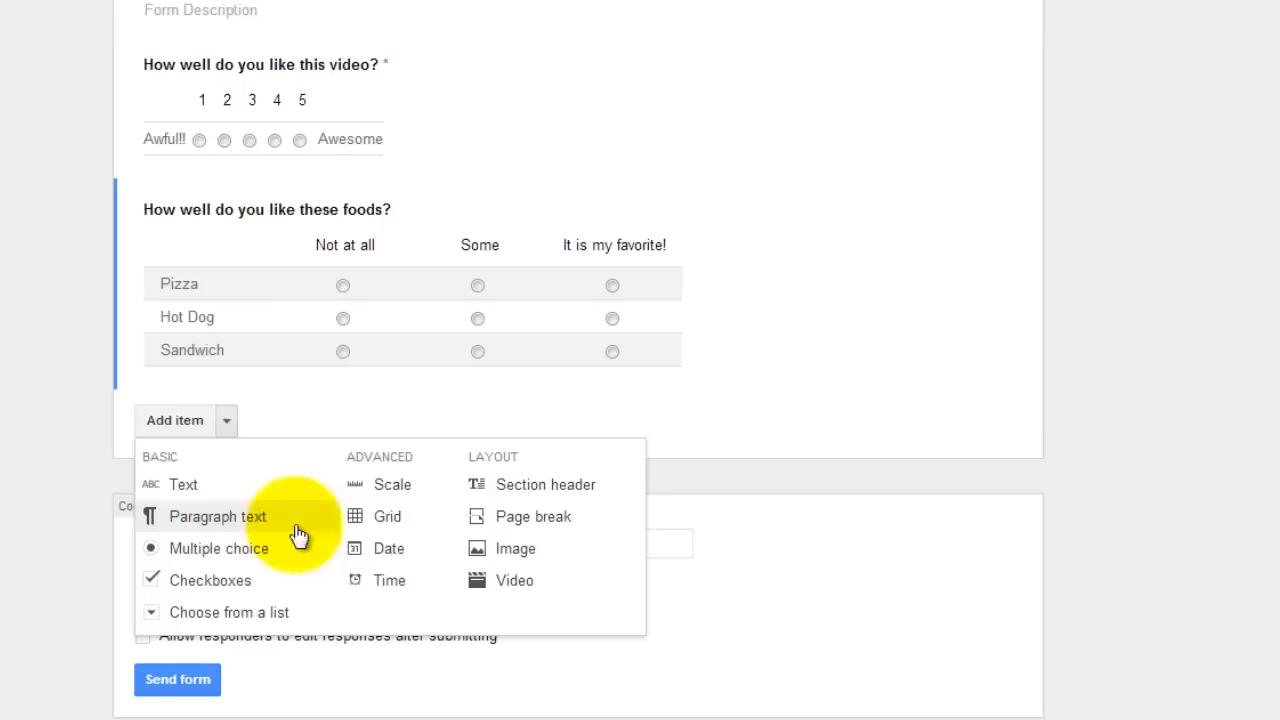 Form Description
How well do you like this video? *
1 2 3 4 5
Awful!! Awesome
How well do you like these foods?
Not at all Some It is my favorite!
Pizza
Hot Dog
Sandwich
Add item
BASIC ADVANCED LAYOUT
ABC Text Scale Section header
Paragraph text Grid Page break
Multiple choice 31 Date Image
Checkboxes Time Video
Choose from a list
Allow responders to edit responses after submitting
Send form